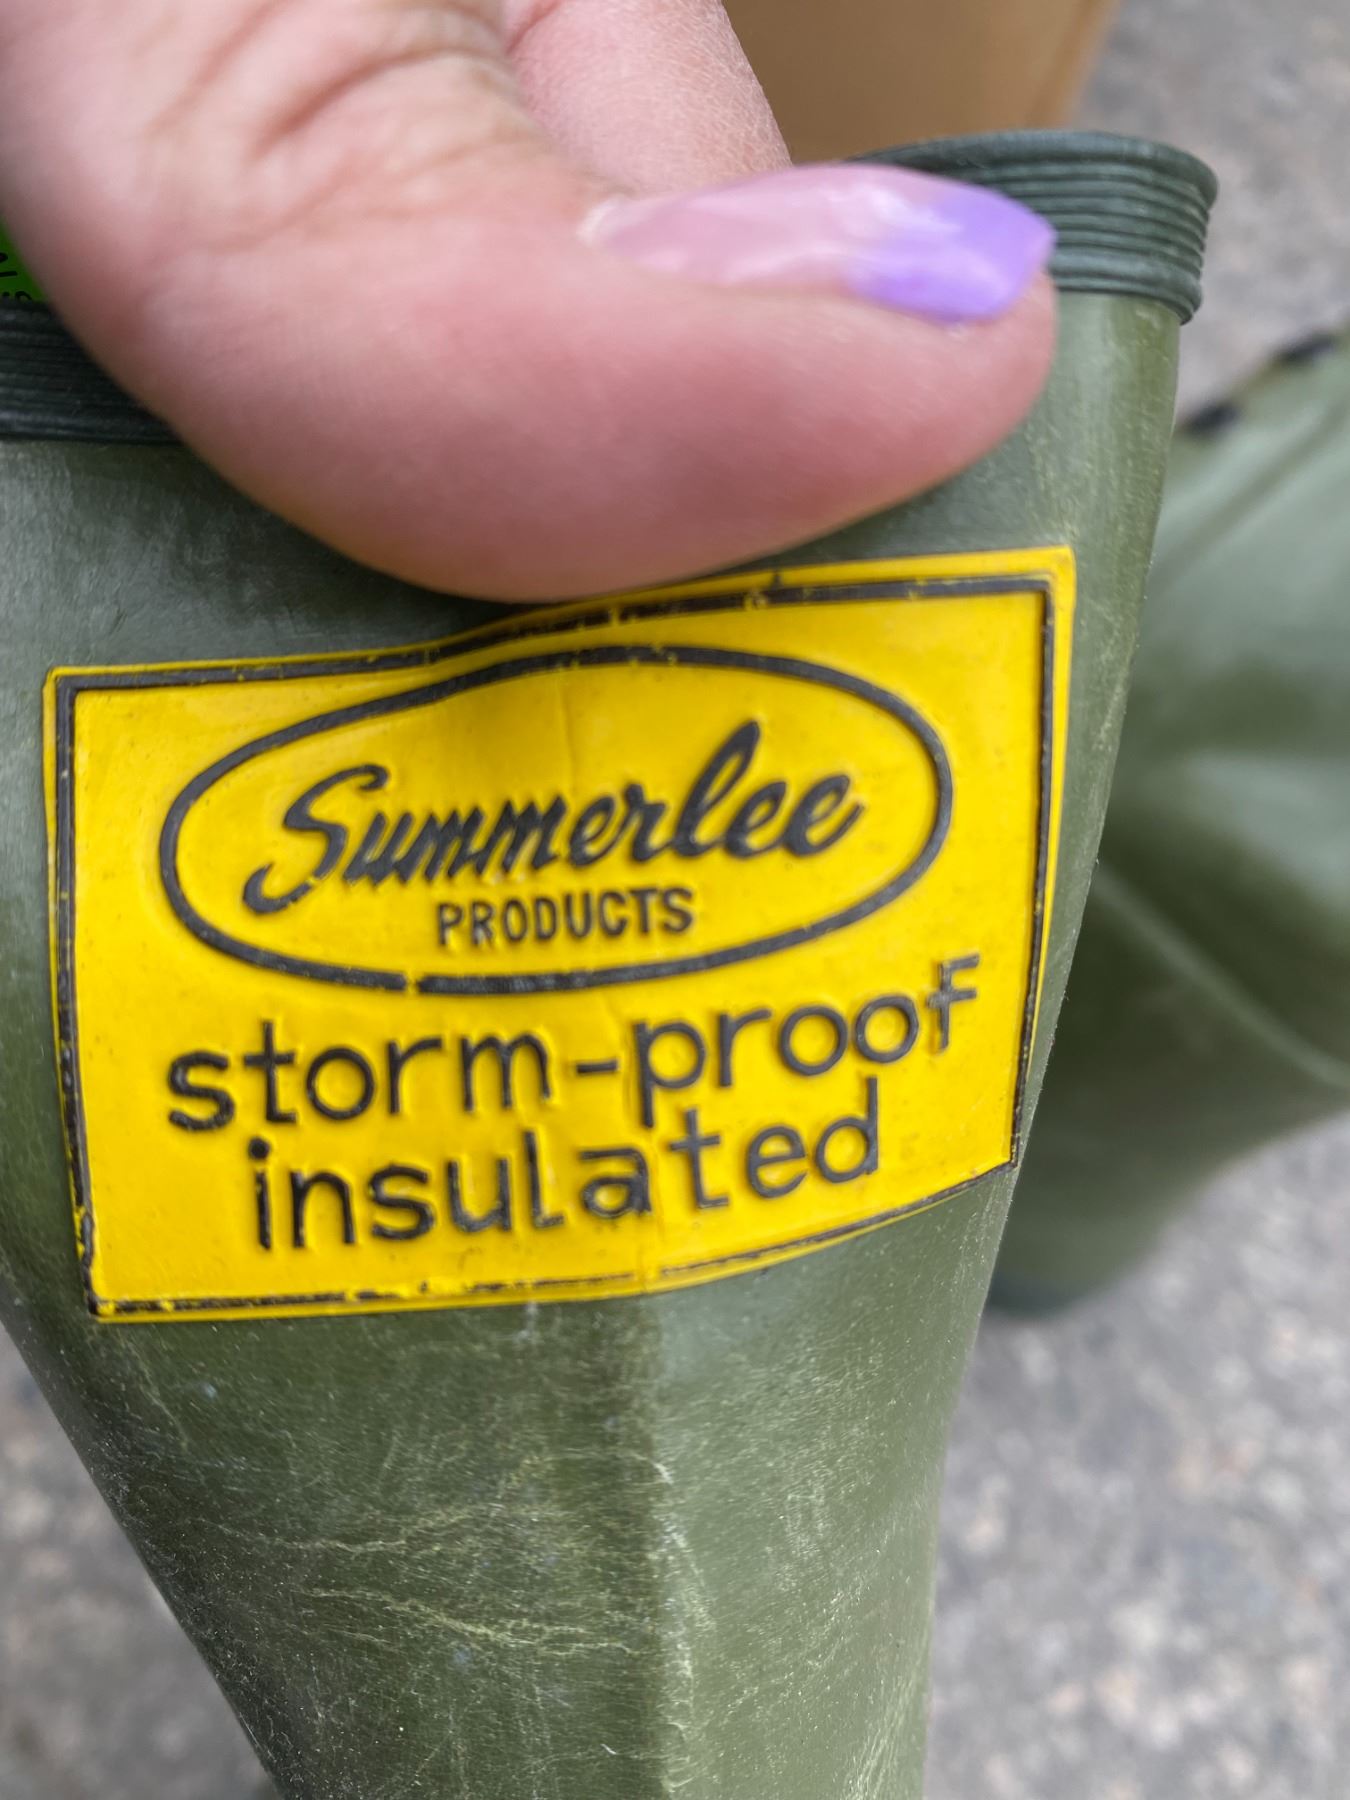 Summerlee
PRODUCTS
storm-proof
insulated